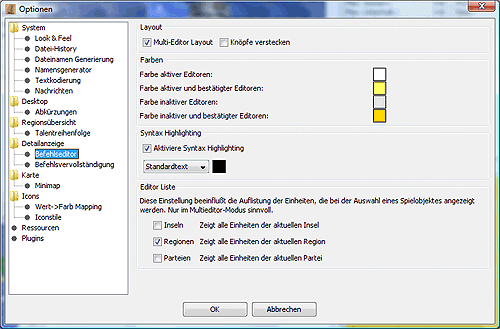 Optionen
System
Look & Feel
Datei-History
Dateinamen Generierung
Namensgenerator
Textkodierung
Nachrichten
Desktop
Abkürzungen
Regionsübersicht
Talentreihenfolge
Detailanzeige
Befehlseditor
Befehlsvervollständigung
Karte
Minimap
Icons
Wert->Farb Mapping
Iconstile
Ressourcen
Plugins
Layout
Multi-Editor Layout
Knöpfe verstecken
Farben
Farbe aktiver Editoren:
Farbe aktiver und bestätigter Editoren:
Farbe inaktiver Editoren:
Farbe inaktiver und bestätigter Editoren:
Syntax Highlighting
Aktiviere Syntax Highlighting
Standardtext
Editor Liste
Diese Einstellung beeinflußt die Auflistung der Einheiten, die bei der Auswahl eines Spielobjektes angezeigt
werden. Nur im Multieditor-Modus sinnvoll.
Inseln Zeigt alle Einheiten der aktuellen Insel
Regionen Zeigt alle Einheiten der aktuellen Region
Parteien Zeigt alle Einheiten der aktuellen Partei
OK
Abbrechen